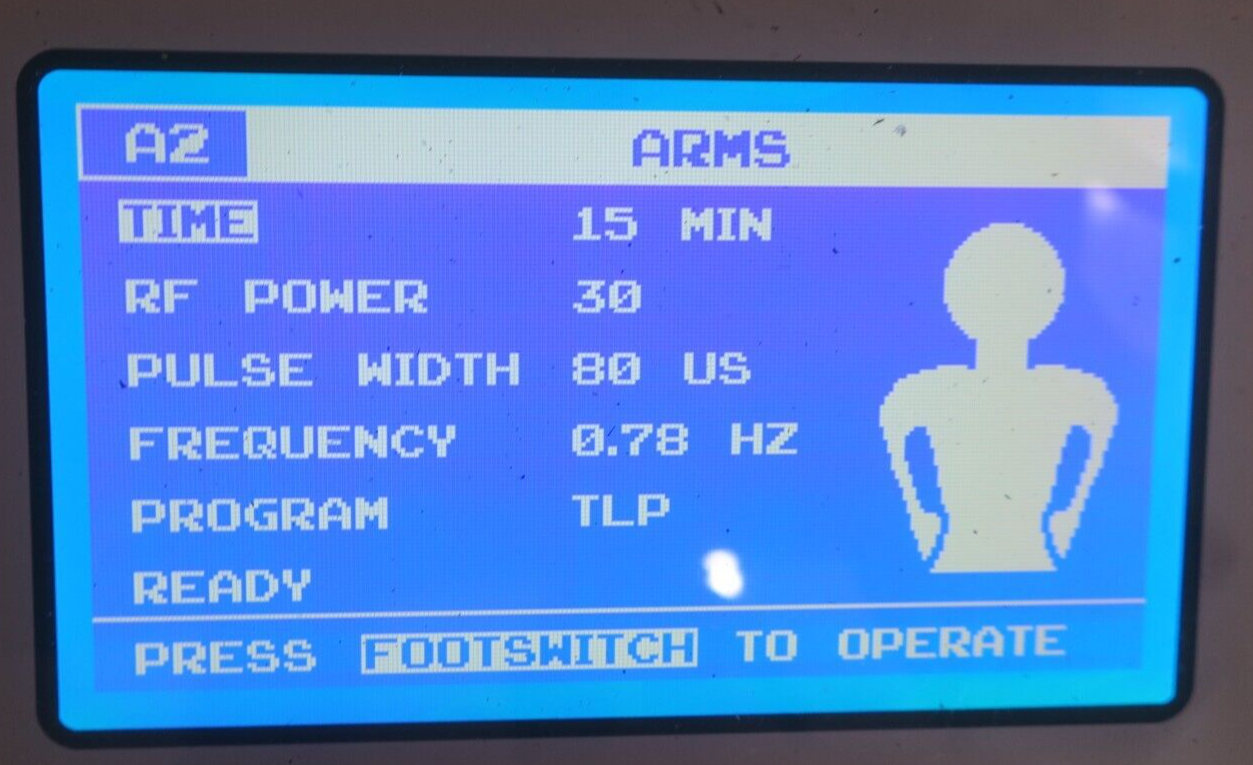 A2 ARMS
TIME 15 MIN
RF POWER 30
PULSE WIDTH 80 US
FREQUENCY 0.78 HZ
PROGRAM TLP
READY
PRESS FOOTSWITCH TO OPERATE